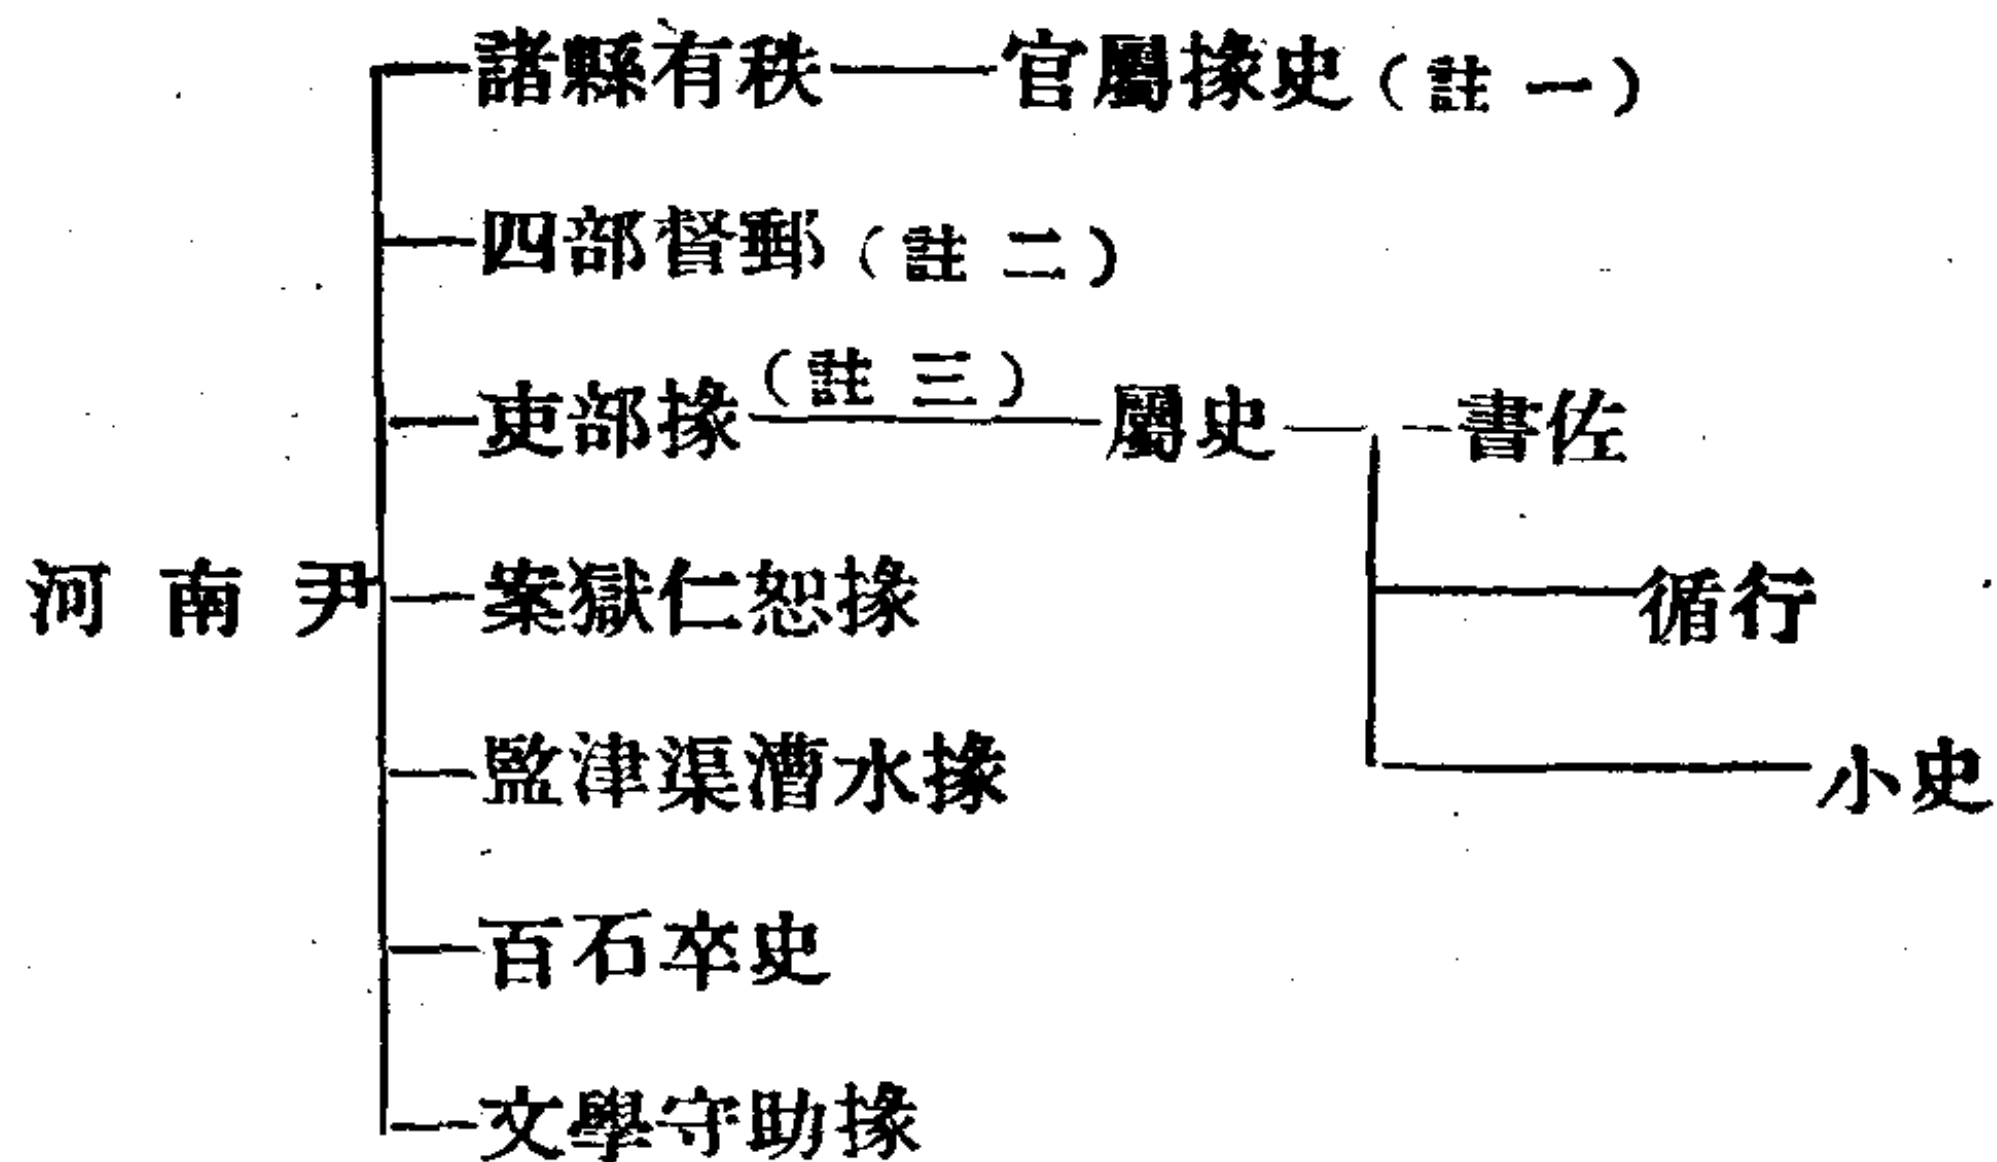 諸縣有秩 官屬掾史（註一）
四部督郵（註二）
吏部掾（註三） 屬史 書佐
河南尹 案獄仁恕掾 循行
監津渠漕水掾 小史
百石卒史
文學守助掾